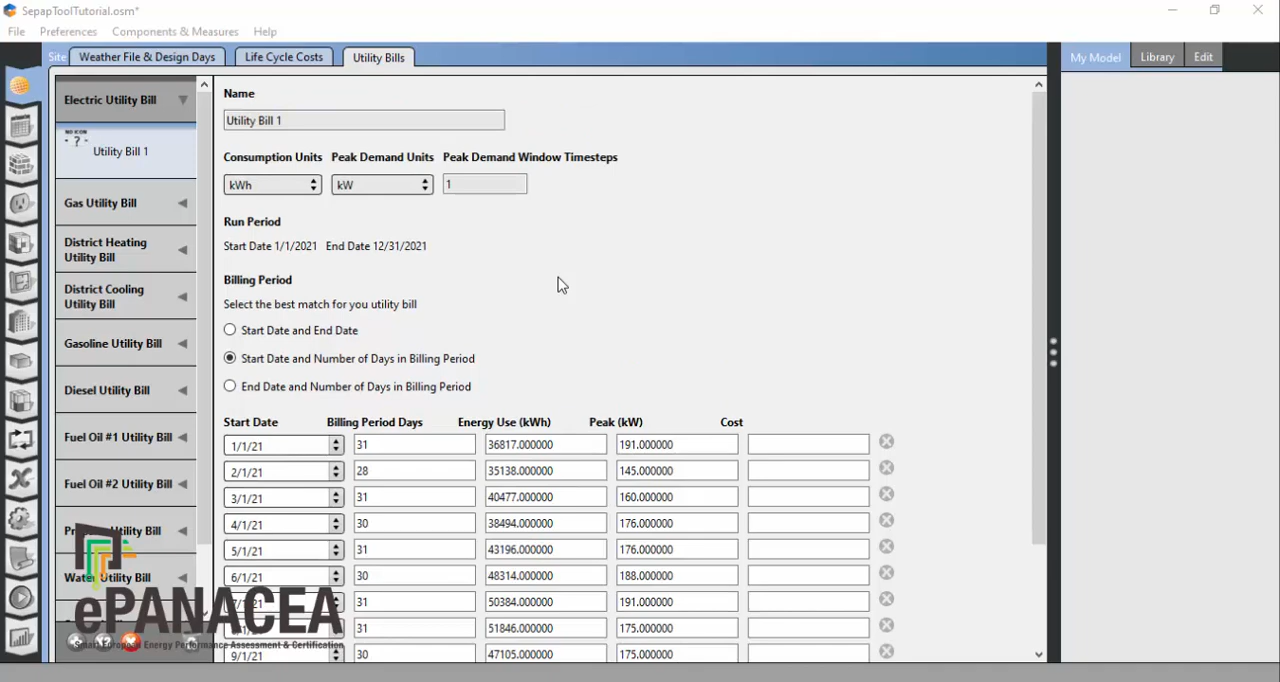 SepapToolTutorial.osm*
File Preferences Components & Measures Help
Site Weather File & Design Days Life Cycle Costs Utility Bills My Model Library Edit
Electric Utility Bill
NO ICON
- ? -
Utility Bill 1
Gas Utility Bill
District Heating
Utility Bill
District Cooling
Utility Bill
Gasoline Utility Bill
Diesel Utility Bill
Fuel Oil #1 Utility Bill
Fuel Oil #2 Utility Bill
Utility Bill
Water Utility Bill
Name
Utility Bill 1
Consumption Units Peak Demand Units Peak Demand Window Timesteps
kWh kW 1
Run Period
Start Date 1/1/2021 End Date 12/31/2021
Billing Period
Select the best match for you utility bill
Start Date and End Date
Start Date and Number of Days in Billing Period
End Date and Number of Days in Billing Period
Start Date Billing Period Days Energy Use (kWh) Peak (kW) Cost
1/1/21 31 36817.000000 191.000000
2/1/21 28 35138.000000 145.000000
3/1/21 31 40477.000000 160.000000
4/1/21 30 38494.000000 176.000000
5/1/21 31 43196.000000 176.000000
6/1/21 30 48314.000000 188.000000
31 50384.000000 191.000000
31 51846.000000 175.000000
9/1/21 30 47105.000000 175.000000
ePANACEA
Smart European Energy Performance Assessment & Certification